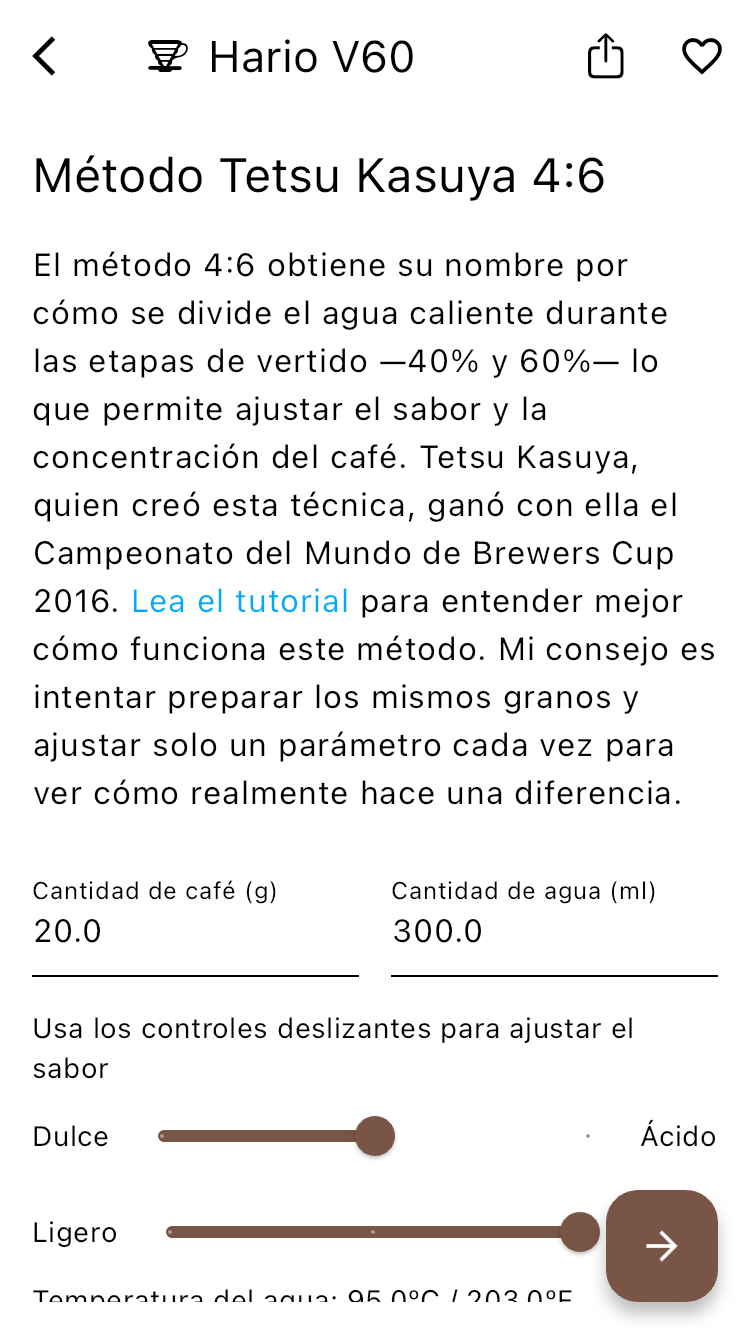 Hario V60
Método Tetsu Kasuya 4:6
El método 4:6 obtiene su nombre por
cómo se divide el agua caliente durante
las etapas de vertido —40% y 60%— lo
que permite ajustar el sabor y la
concentración del café. Tetsu Kasuya,
quien creó esta técnica, ganó con ella el
Campeonato del Mundo de Brewers Cup
2016. Lea el tutorial para entender mejor
cómo funciona este método. Mi consejo es
intentar preparar los mismos granos y
ajustar solo un parámetro cada vez para
ver cómo realmente hace una diferencia.
Cantidad de café (g)
20.0
Cantidad de agua (ml)
300.0
Usa los controles deslizantes para ajustar el
sabor
Dulce Ácido
Ligero
Temperatura del agua: 95.0ºC / 203.0ºF